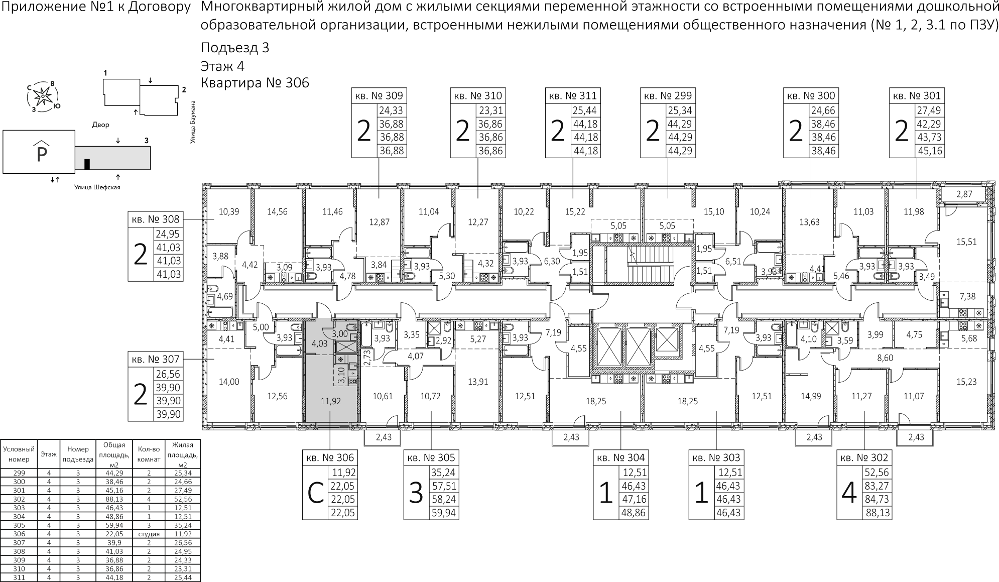 Приложение №1 к Договору
Многоквартирный жилой дом с жилыми секциями переменной этажности со встроенными помещениями дошкольной
образовательной организации, встроенными нежилыми помещениями общественного назначения (№ 1, 2, 3.1 по ПЗУ)
Подъезд 3
Этаж 4
Квартира № 306
С
В
З
Ю
1
2
Двор
Улица Баумана
3
Р
Улица Шефская
кв. № 309
2
24,33
36,88
36,88
36,88
кв. № 310
2
23,31
36,86
36,86
36,86
кв. № 311
2
25,44
44,18
44,18
44,18
кв. № 299
2
25,34
44,29
44,29
44,29
кв. № 300
2
24,66
38,46
38,46
38,46
кв. № 301
2
27,49
42,29
43,73
45,16
кв. № 308
2
24,95
41,03
41,03
41,03
кв. № 307
2
26,56
39,90
39,90
39,90
2,87
10,39 14,56 11,46 12,87 11,04 12,27 10,22 15,22 15,10 10,24 13,63 11,03 11,98
5,05 5,05
15,51
3,88 4,42 3,09 3,93 4,78 3,84 3,93 5,30 4,32 3,93 6,30 1,95 1,51 1,95 1,51 6,51 3,93 4,41 5,46 3,93 3,93 3,49
4,69
7,38
4,41 5,00 3,93 4,03 3,00 3,93 3,35 2,92 5,27 3,93 7,19 4,55 4,55 7,19 3,93 4,10 3,59 3,99 4,75 5,68
2,73 4,07 8,60
3,10
14,00 12,56 11,92 10,61 10,72 13,91 12,51 18,25 18,25 12,51 14,99 11,27 11,07 15,23
2,43 2,43 2,43 2,43
кв. № 306
С
11,92
22,05
22,05
22,05
кв. № 305
3
35,24
57,51
58,24
59,94
кв. № 304
1
12,51
46,43
47,16
48,86
кв. № 303
1
12,51
46,43
46,43
46,43
кв. № 302
4
52,56
83,27
84,73
88,13
Условный номер Этаж Номер подъезда Общая площадь, м2 Кол-во комнат Жилая площадь, м2
299 4 3 44,29 2 25,34
300 4 3 38,46 2 24,66
301 4 3 45,16 2 27,49
302 4 3 88,13 4 52,56
303 4 3 46,43 1 12,51
304 4 3 48,86 1 12,51
305 4 3 59,94 3 35,24
306 4 3 22,05 студия 11,92
307 4 3 39,9 2 26,56
308 4 3 41,03 2 24,95
309 4 3 36,88 2 24,33
310 4 3 36,86 2 23,31
311 4 3 44,18 2 25,44